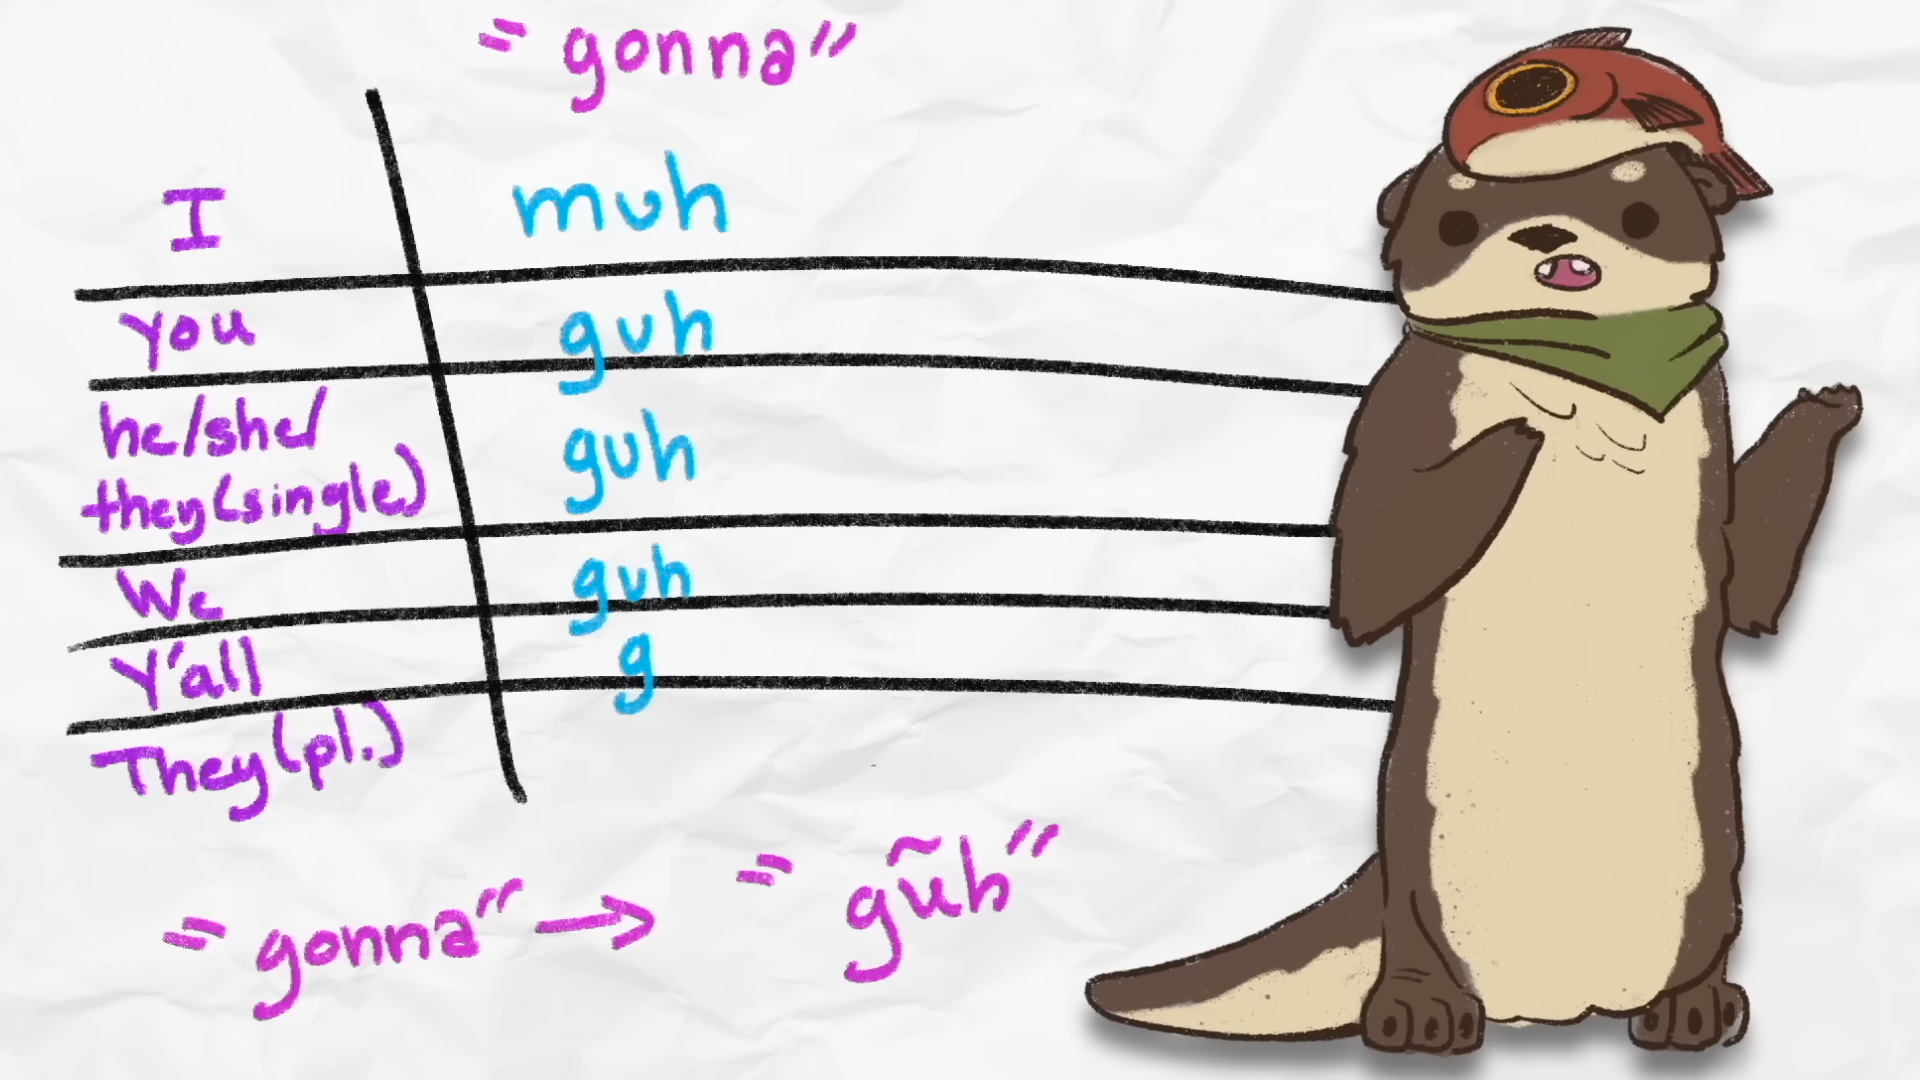 "gonna"
I muh
you guh
he/she/ guh
they(single)
We guh
Y'all g
They(pl.)
"gonna" → "gũh"